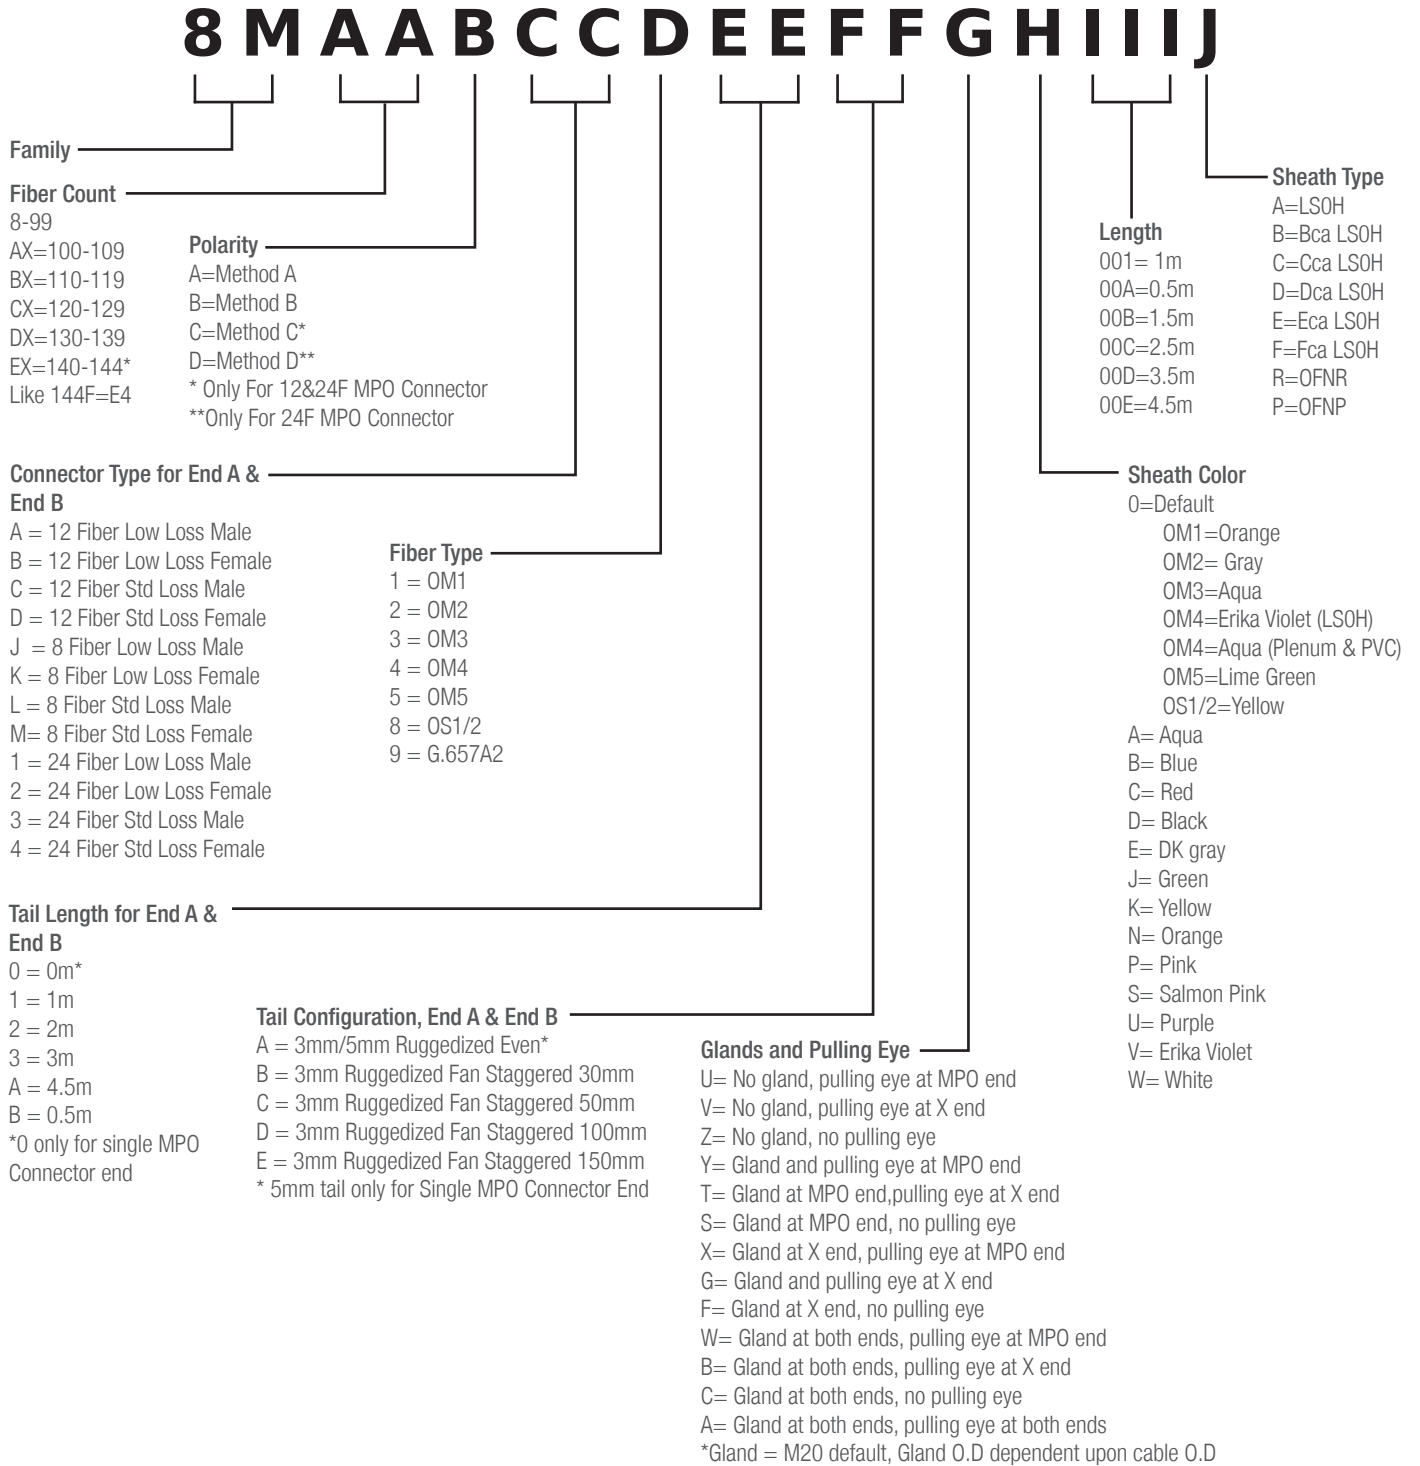 8 M A A B C C D E E F F G H I I I J
Family
Fiber Count
8-99
AX=100-109
BX=110-119
CX=120-129
DX=130-139
EX=140-144*
Like 144F=E4
Polarity
A=Method A
B=Method B
C=Method C*
D=Method D**
* Only For 12&24F MPO Connector
**Only For 24F MPO Connector
Length
001= 1m
00A=0.5m
00B=1.5m
00C=2.5m
00D=3.5m
00E=4.5m
Sheath Type
A=LS0H
B=Bca LS0H
C=Cca LS0H
D=Dca LS0H
E=Eca LS0H
F=Fca LS0H
R=OFNR
P=OFNP
Connector Type for End A &
End B
A = 12 Fiber Low Loss Male
B = 12 Fiber Low Loss Female
C = 12 Fiber Std Loss Male
D = 12 Fiber Std Loss Female
J = 8 Fiber Low Loss Male
K = 8 Fiber Low Loss Female
L = 8 Fiber Std Loss Male
M= 8 Fiber Std Loss Female
1 = 24 Fiber Low Loss Male
2 = 24 Fiber Low Loss Female
3 = 24 Fiber Std Loss Male
4 = 24 Fiber Std Loss Female
Fiber Type
1 = OM1
2 = OM2
3 = OM3
4 = OM4
5 = OM5
8 = OS1/2
9 = G.657A2
Sheath Color
0=Default
OM1=Orange
OM2= Gray
OM3=Aqua
OM4=Erika Violet (LS0H)
OM4=Aqua (Plenum & PVC)
OM5=Lime Green
OS1/2=Yellow
A= Aqua
B= Blue
C= Red
D= Black
E= DK gray
J= Green
K= Yellow
N= Orange
P= Pink
S= Salmon Pink
U= Purple
V= Erika Violet
W= White
Tail Length for End A &
End B
0 = 0m*
1 = 1m
2 = 2m
3 = 3m
A = 4.5m
B = 0.5m
*0 only for single MPO
Connector end
Tail Configuration, End A & End B
A = 3mm/5mm Ruggedized Even*
B = 3mm Ruggedized Fan Staggered 30mm
C = 3mm Ruggedized Fan Staggered 50mm
D = 3mm Ruggedized Fan Staggered 100mm
E = 3mm Ruggedized Fan Staggered 150mm
* 5mm tail only for Single MPO Connector End
Glands and Pulling Eye
U= No gland, pulling eye at MPO end
V= No gland, pulling eye at X end
Z= No gland, no pulling eye
Y= Gland and pulling eye at MPO end
T= Gland at MPO end,pulling eye at X end
S= Gland at MPO end, no pulling eye
X= Gland at X end, pulling eye at MPO end
G= Gland and pulling eye at X end
F= Gland at X end, no pulling eye
W= Gland at both ends, pulling eye at MPO end
B= Gland at both ends, pulling eye at X end
C= Gland at both ends, no pulling eye
A= Gland at both ends, pulling eye at both ends
*Gland = M20 default, Gland O.D dependent upon cable O.D